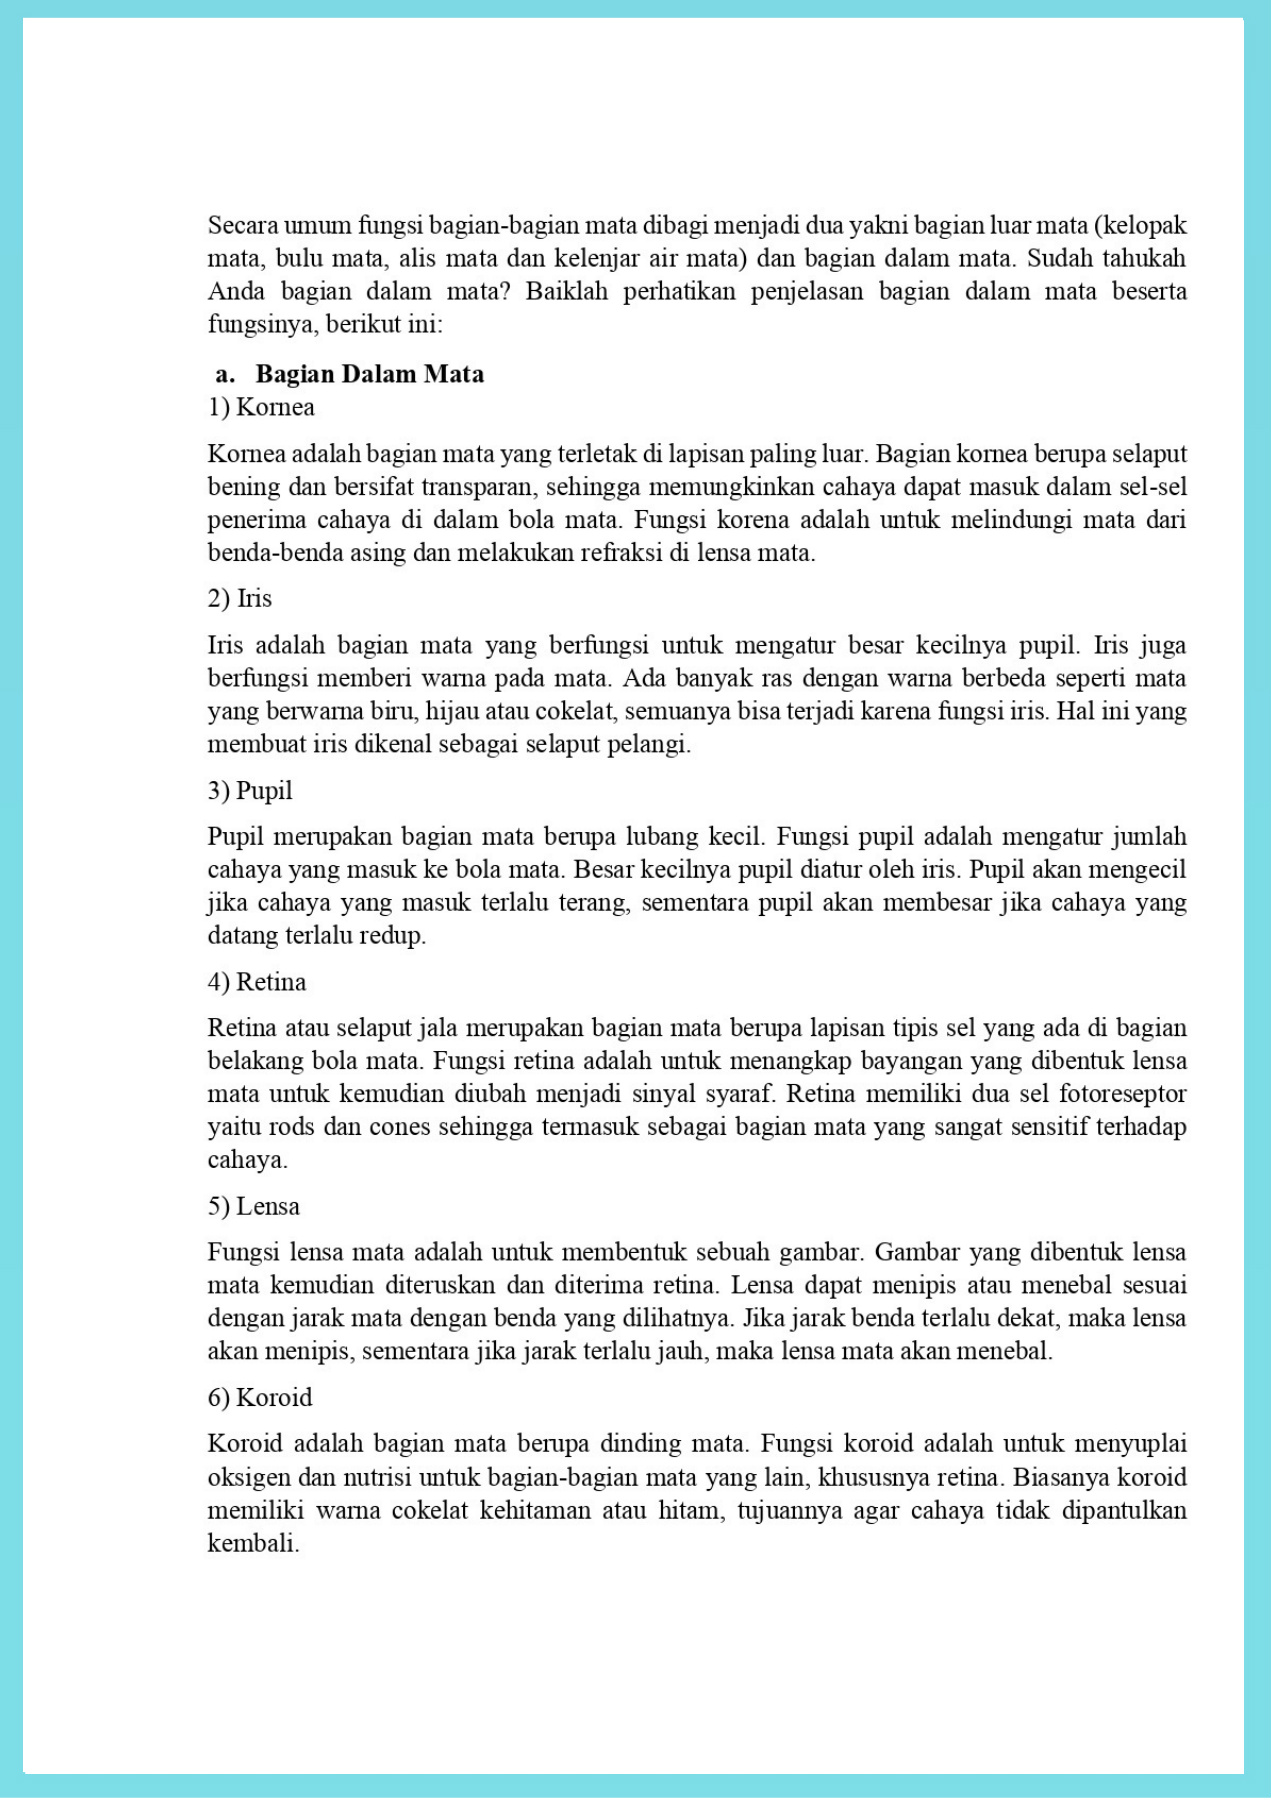 Secara umum fungsi bagian-bagian mata dibagi menjadi dua yakni bagian luar mata (kelopak
mata, bulu mata, alis mata dan kelenjar air mata) dan bagian dalam mata. Sudah tahukah
Anda bagian dalam mata? Baiklah perhatikan penjelasan bagian dalam mata beserta
fungsinya, berikut ini:
a. Bagian Dalam Mata
1) Kornea
Kornea adalah bagian mata yang terletak di lapisan paling luar. Bagian kornea berupa selaput
bening dan bersifat transparan, sehingga memungkinkan cahaya dapat masuk dalam sel-sel
penerima cahaya di dalam bola mata. Fungsi korena adalah untuk melindungi mata dari
benda-benda asing dan melakukan refraksi di lensa mata.
2) Iris
Iris adalah bagian mata yang berfungsi untuk mengatur besar kecilnya pupil. Iris juga
berfungsi memberi warna pada mata. Ada banyak ras dengan warna berbeda seperti mata
yang berwarna biru, hijau atau cokelat, semuanya bisa terjadi karena fungsi iris. Hal ini yang
membuat iris dikenal sebagai selaput pelangi.
3) Pupil
Pupil merupakan bagian mata berupa lubang kecil. Fungsi pupil adalah mengatur jumlah
cahaya yang masuk ke bola mata. Besar kecilnya pupil diatur oleh iris. Pupil akan mengecil
jika cahaya yang masuk terlalu terang, sementara pupil akan membesar jika cahaya yang
datang terlalu redup.
4) Retina
Retina atau selaput jala merupakan bagian mata berupa lapisan tipis sel yang ada di bagian
belakang bola mata. Fungsi retina adalah untuk menangkap bayangan yang dibentuk lensa
mata untuk kemudian diubah menjadi sinyal syaraf. Retina memiliki dua sel fotoreseptor
yaitu rods dan cones sehingga termasuk sebagai bagian mata yang sangat sensitif terhadap
cahaya.
5) Lensa
Fungsi lensa mata adalah untuk membentuk sebuah gambar. Gambar yang dibentuk lensa
mata kemudian diteruskan dan diterima retina. Lensa dapat menipis atau menebal sesuai
dengan jarak mata dengan benda yang dilihatnya. Jika jarak benda terlalu dekat, maka lensa
akan menipis, sementara jika jarak terlalu jauh, maka lensa mata akan menebal.
6) Koroid
Koroid adalah bagian mata berupa dinding mata. Fungsi koroid adalah untuk menyuplai
oksigen dan nutrisi untuk bagian-bagian mata yang lain, khususnya retina. Biasanya koroid
memiliki warna cokelat kehitaman atau hitam, tujuannya agar cahaya tidak dipantulkan
kembali.